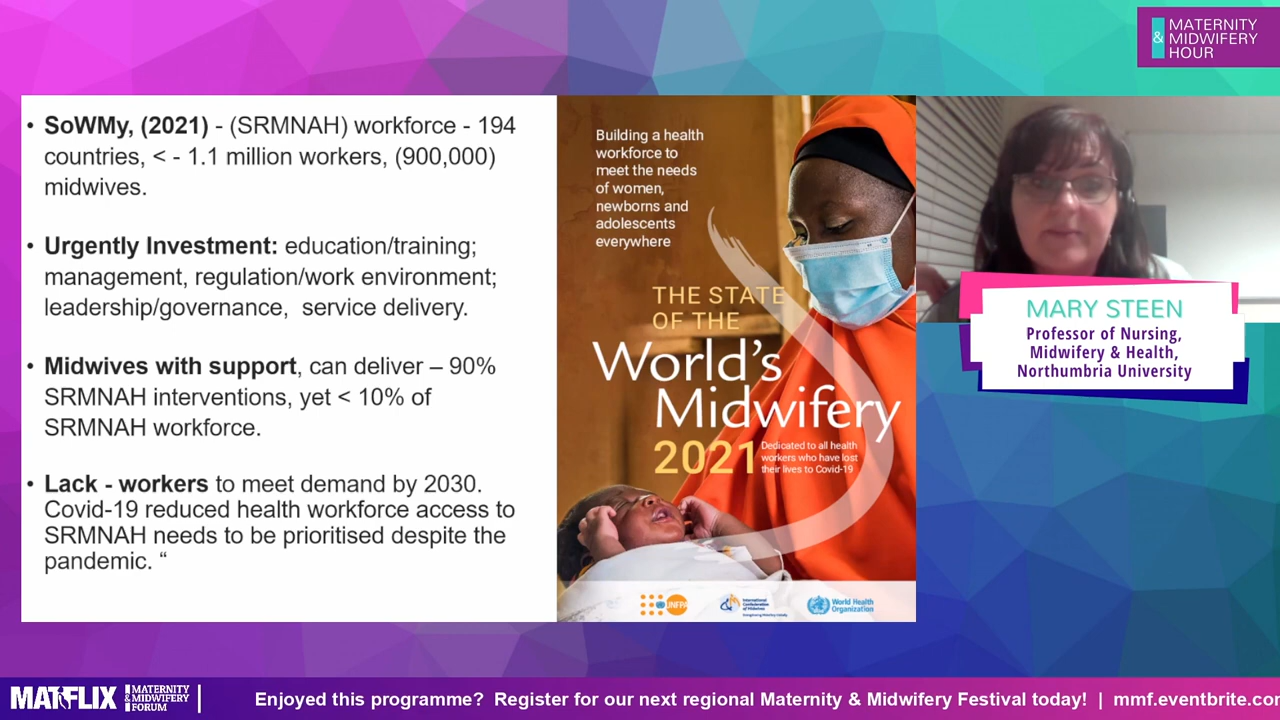 MATERNITY
& MIDWIFERY
HOUR
• SoWMy, (2021) - (SRMNAH) workforce - 194
countries, < - 1.1 million workers, (900,000)
midwives.
• Urgently Investment: education/training;
management, regulation/work environment;
leadership/governance, service delivery.
• Midwives with support, can deliver – 90%
SRMNAH interventions, yet < 10% of
SRMNAH workforce.
• Lack - workers to meet demand by 2030.
Covid-19 reduced health workforce access to
SRMNAH needs to be prioritised despite the
pandemic. “
Building a health
workforce to
meet the needs
of women,
newborns and
adolescents
everywhere
THE STATE
OF THE
World's
Midwifery
2021
Dedicated to all health
workers who have lost
their lives to Covid-19
UNFPA
International
Confederation
of Midwives
World Health
Organization
MARY STEEN
Professor of Nursing,
Midwifery & Health,
Northumbria University
MATFLIX
MATERNITY
& MIDWIFERY
FORUM
Enjoyed this programme? Register for our next regional Maternity & Midwifery Festival today! | mmf.eventbrite.co